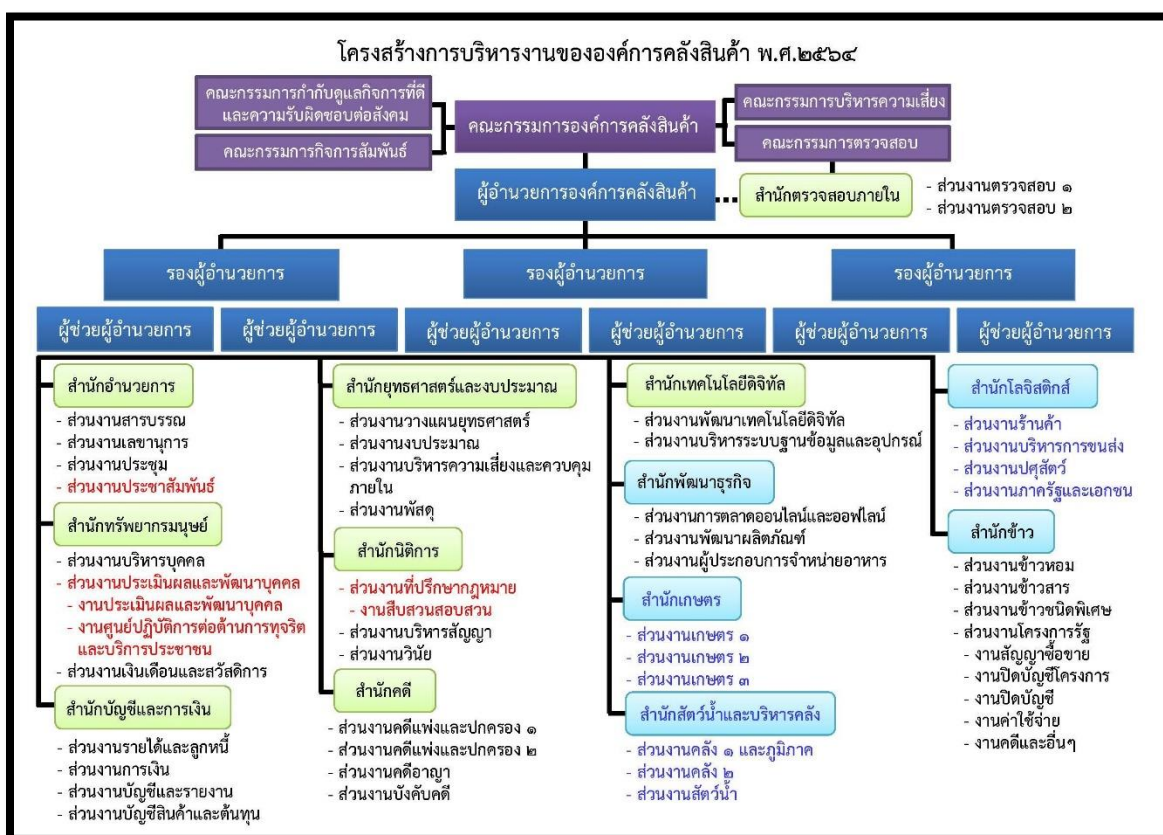 โครงสร้างการบริหารงานขององค์การคลังสินค้า พ.ศ.๒๕๖๔
คณะกรรมการกำกับดูแลกิจการที่ดี
และความรับผิดชอบต่อสังคม
คณะกรรมการกิจการสัมพันธ์
คณะกรรมการองค์การคลังสินค้า
คณะกรรมการบริหารความเสี่ยง
คณะกรรมการตรวจสอบ
ผู้อำนวยการองค์การคลังสินค้า
สำนักตรวจสอบภายใน
- ส่วนงานตรวจสอบ ๑
- ส่วนงานตรวจสอบ ๒
รองผู้อำนวยการ
รองผู้อำนวยการ
รองผู้อำนวยการ
ผู้ช่วยผู้อำนวยการ
ผู้ช่วยผู้อำนวยการ
ผู้ช่วยผู้อำนวยการ
ผู้ช่วยผู้อำนวยการ
ผู้ช่วยผู้อำนวยการ
ผู้ช่วยผู้อำนวยการ
สำนักอำนวยการ
- ส่วนงานสารบรรณ
- ส่วนงานเลขานุการ
- ส่วนงานประชุม
- ส่วนงานประชาสัมพันธ์
สำนักทรัพยากรมนุษย์
- ส่วนงานบริหารบุคคล
- ส่วนงานประเมินผลและพัฒนาบุคคล
- งานประเมินผลและพัฒนาบุคคล
- งานศูนย์ปฏิบัติการต่อต้านการทุจริต
และบริการประชาชน
- ส่วนงานเงินเดือนและสวัสดิการ
สำนักบัญชีและการเงิน
- ส่วนงานรายได้และลูกหนี้
- ส่วนงานการเงิน
- ส่วนงานบัญชีและรายงาน
- ส่วนงานบัญชีสินค้าและต้นทุน
สำนักยุทธศาสตร์และงบประมาณ
- ส่วนงานวางแผนยุทธศาสตร์
- ส่วนงานงบประมาณ
- ส่วนงานบริหารความเสี่ยงและควบคุม
ภายใน
- ส่วนงานพัสดุ
สำนักนิติการ
- ส่วนงานที่ปรึกษากฎหมาย
- งานสืบสวนสอบสวน
- ส่วนงานบริหารสัญญา
- ส่วนงานวินัย
สำนักคดี
- ส่วนงานคดีแพ่งและปกครอง ๑
- ส่วนงานคดีแพ่งและปกครอง ๒
- ส่วนงานคดีอาญา
- ส่วนงานบังคับคดี
สำนักเทคโนโลยีดิจิทัล
- ส่วนงานพัฒนาเทคโนโลยีดิจิทัล
- ส่วนงานบริหารระบบฐานข้อมูลและอุปกรณ์
สำนักพัฒนาธุรกิจ
- ส่วนงานการตลาดออนไลน์และออฟไลน์
- ส่วนงานพัฒนาผลิตภัณฑ์
- ส่วนงานผู้ประกอบการจำหน่ายอาหาร
สำนักเกษตร
- ส่วนงานเกษตร ๑
- ส่วนงานเกษตร ๒
- ส่วนงานเกษตร ๓
สำนักสัตว์น้ำและบริหารคลัง
- ส่วนงานคลัง ๑ และภูมิภาค
- ส่วนงานคลัง ๒
- ส่วนงานสัตว์น้ำ
สำนักโลจิสติกส์
- ส่วนงานร้านค้า
- ส่วนงานบริหารการขนส่ง
- ส่วนงานปศุสัตว์
- ส่วนงานภาครัฐและเอกชน
สำนักข้าว
- ส่วนงานข้าวหอม
- ส่วนงานข้าวสาร
- ส่วนงานข้าวชนิดพิเศษ
- ส่วนงานโครงการรัฐ
- งานสัญญาซื้อขาย
- งานปิดบัญชีโครงการ
- งานปิดบัญชี
- งานค่าใช้จ่าย
- งานคดีและอื่นๆ